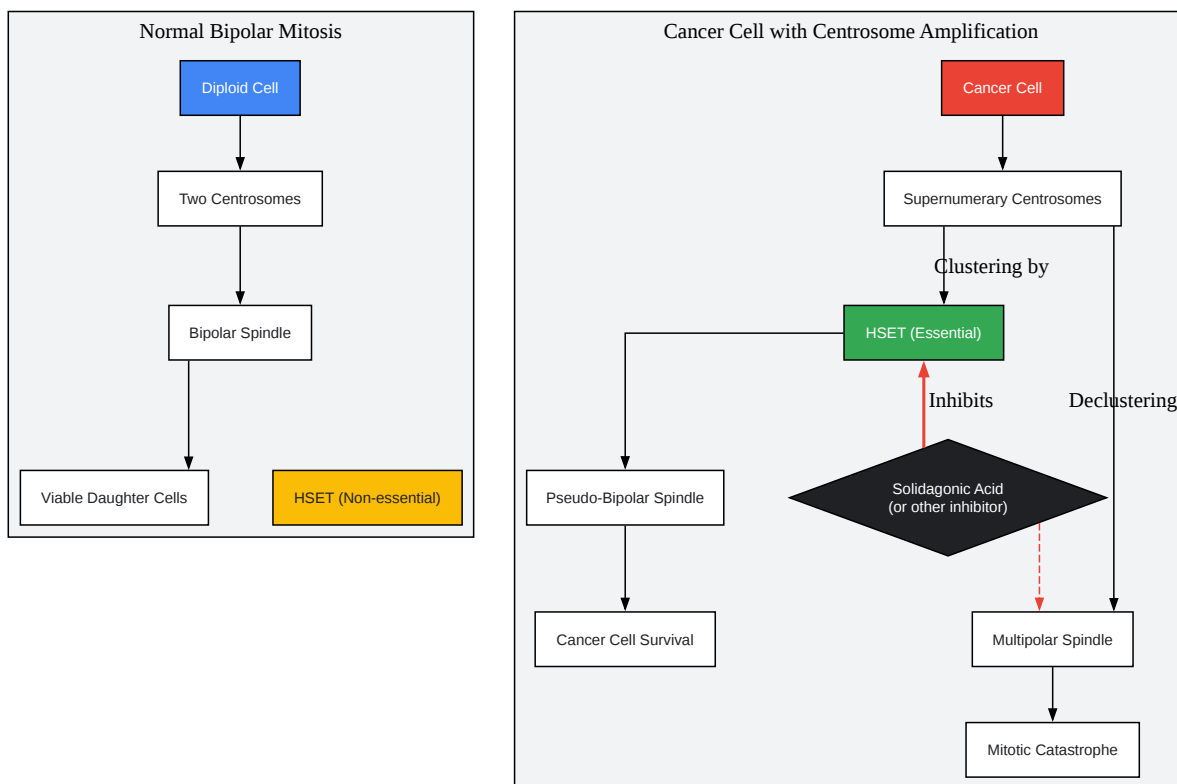 Normal Bipolar Mitosis
Diploid Cell
Two Centrosomes
Bipolar Spindle
Viable Daughter Cells
HSET (Non-essential)
Cancer Cell with Centrosome Amplification
Cancer Cell
Supernumerary Centrosomes
Clustering by
HSET (Essential)
Inhibits
Declustering
Pseudo-Bipolar Spindle
Solidagonic Acid
(or other inhibitor)
Cancer Cell Survival
Multipolar Spindle
Mitotic Catastrophe